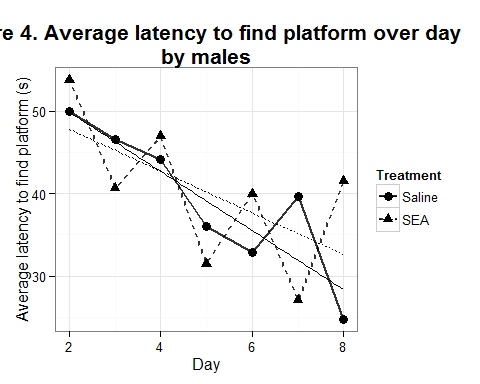 re 4. Average latency to find platform over day
by males
Average latency to find platform (s)
50
40
30
2
4
6
8
Day
Treatment
Saline
SEA